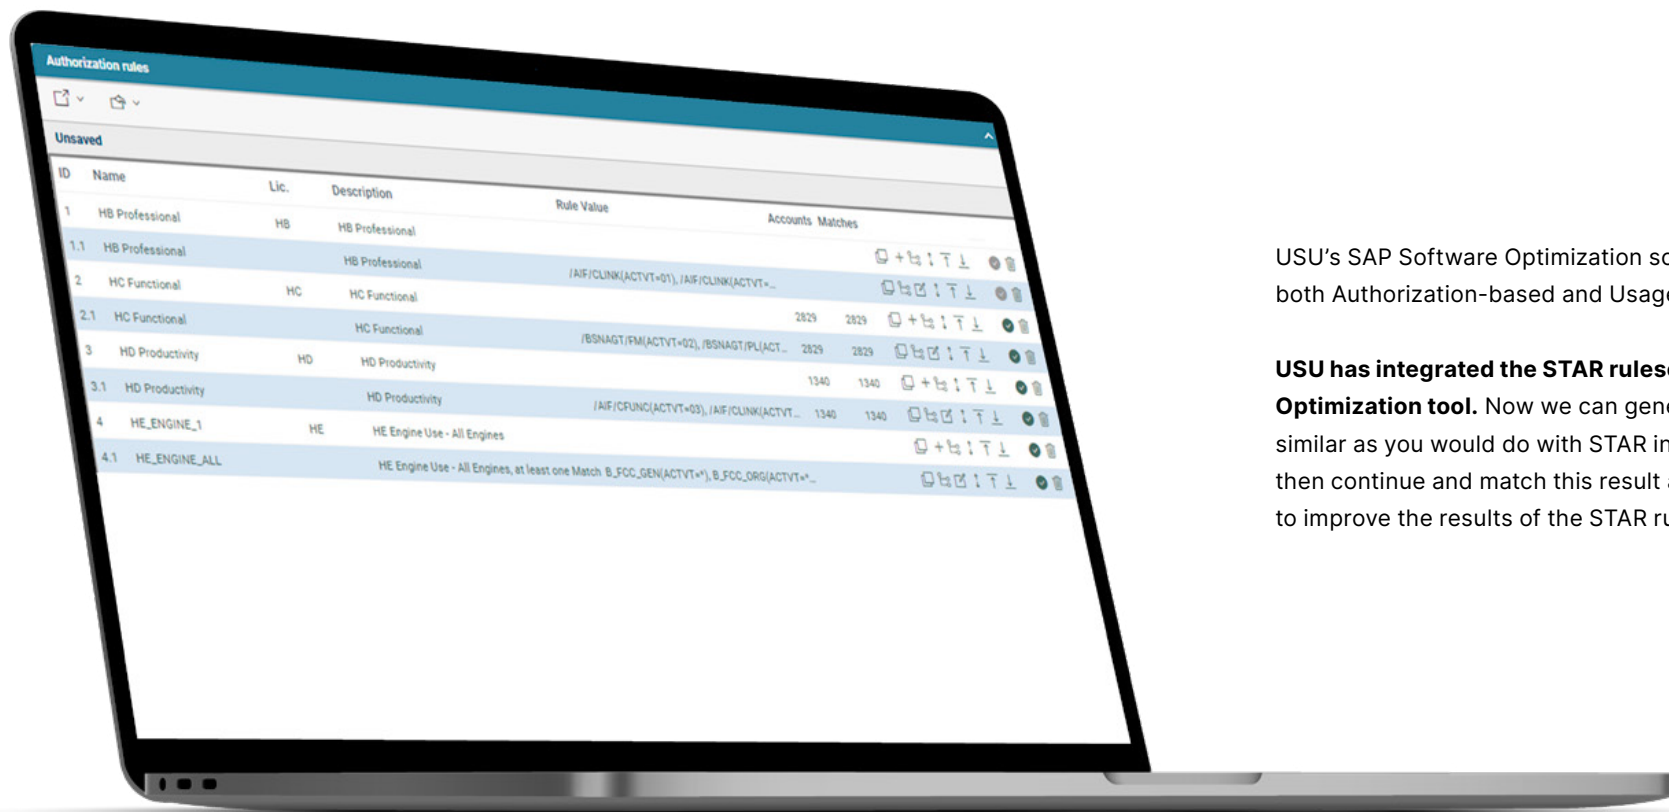 Authorization rules
Unsaved
ID Name Lic. Description Rule Value Accounts Matches
1 HB Professional HB HB Professional
1.1 HB Professional HB Professional /AIF/CLINK(ACTVT=01), /AIF/CLINK(ACTVT=...
2 HC Functional HC HC Functional 2829 2829
2.1 HC Functional HC Functional /BSNAGT/FM(ACTVT=02), /BSNAGT/PL(ACT... 2829 2829
3 HD Productivity HD HD Productivity 1340 1340
3.1 HD Productivity HD Productivity /AIF/CFUNC(ACTVT=03), /AIF/CLINK(ACTVT... 1340 1340
4 HE_ENGINE_1 HE HE Engine Use - All Engines
4.1 HE_ENGINE_ALL HE Engine Use - All Engines, at least one Match B_FCC_GEN(ACTVT=*), B_FCC_ORG(ACTVT=*...
USU's SAP Software Optimization so
both Authorization-based and Usage
USU has integrated the STAR rulese
Optimization tool. Now we can gene
similar as you would do with STAR in
then continue and match this result a
to improve the results of the STAR ru